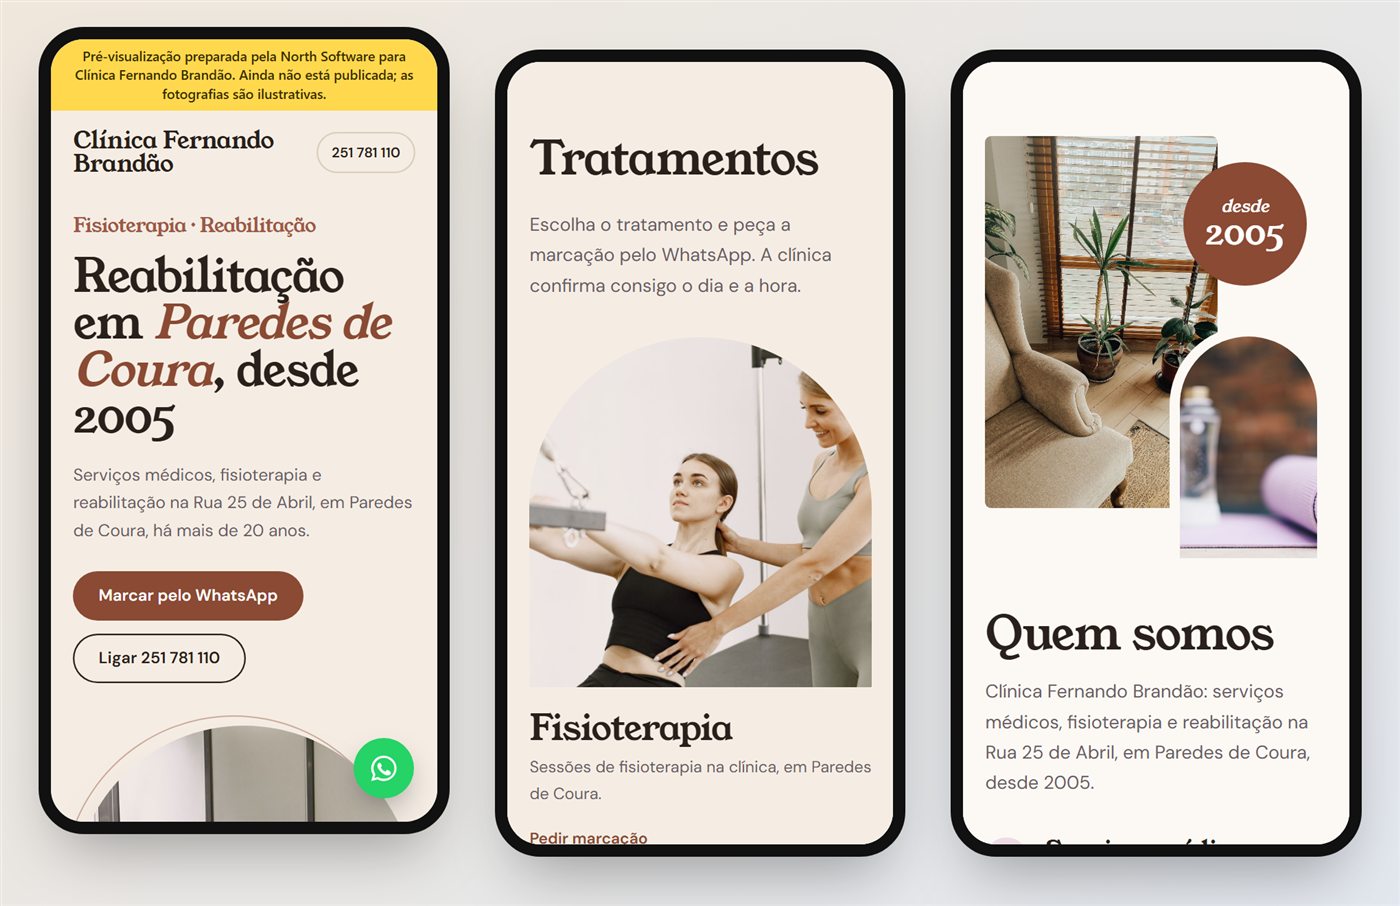 Pré-visualização preparada pela North Software para
Clínica Fernando Brandão. Ainda não está publicada; as
fotografias são ilustrativas.
Clínica Fernando
Brandão
251 781 110
Fisioterapia · Reabilitação
Reabilitação
em Paredes de
Coura, desde
2005
Serviços médicos, fisioterapia e
reabilitação na Rua 25 de Abril, em Paredes
de Coura, há mais de 20 anos.
Marcar pelo WhatsApp
Ligar 251 781 110
Tratamentos
Escolha o tratamento e peça a
marcação pelo WhatsApp. A clínica
confirma consigo o dia e a hora.
Fisioterapia
Sessões de fisioterapia na clínica, em Paredes
de Coura.
Pedir marcação
desde
2005
Quem somos
Clínica Fernando Brandão: serviços
médicos, fisioterapia e reabilitação na
Rua 25 de Abril, em Paredes de Coura,
desde 2005.